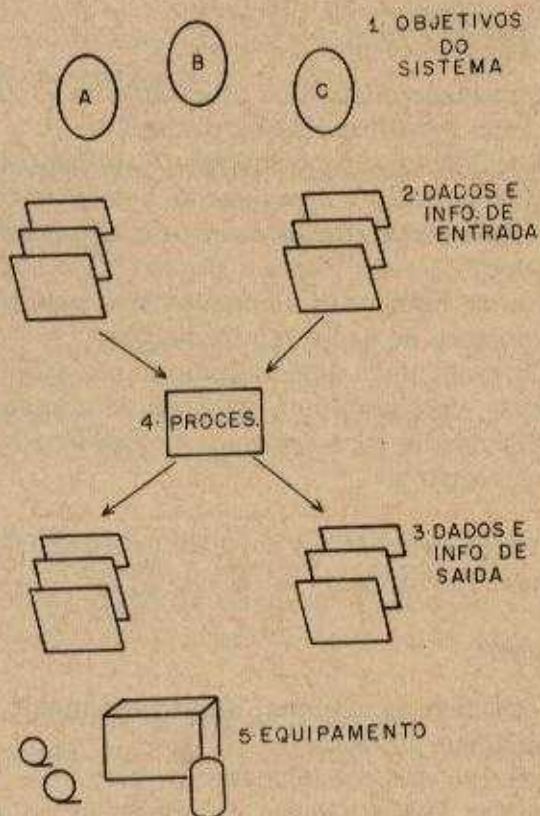 1 OBJETIVOS
DO
SISTEMA
A
B
C
2·DADOS E
INFO. DE
ENTRADA
4· PROCES.
3·DADOS E
INFO DE
SAIDA
5·EQUIPAMENTO